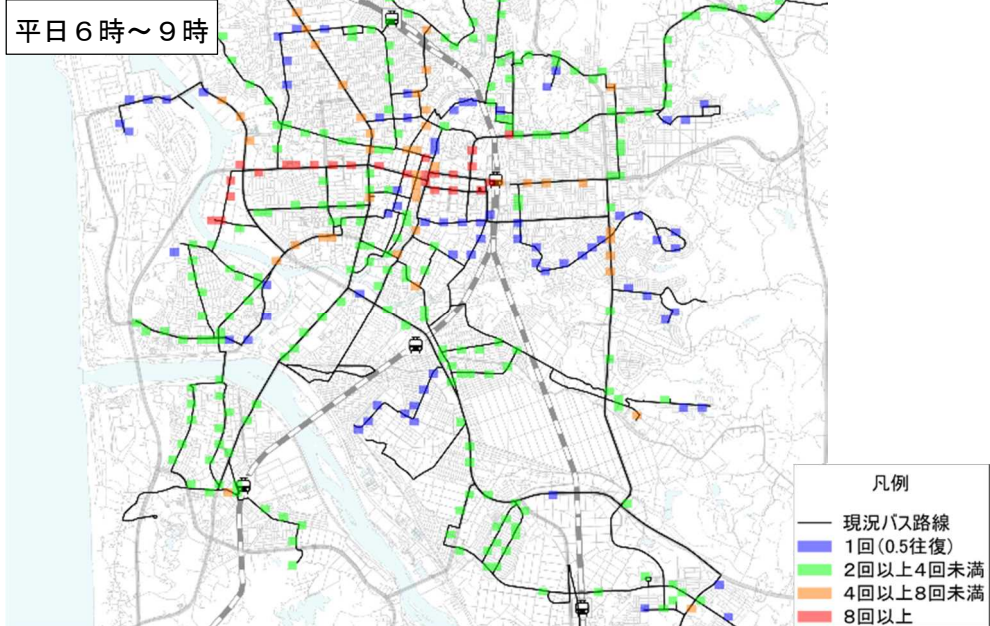 平日６時～９時
凡例
現況バス路線
1回(0.5往復)
2回以上4回未満
4回以上8回未満
8回以上